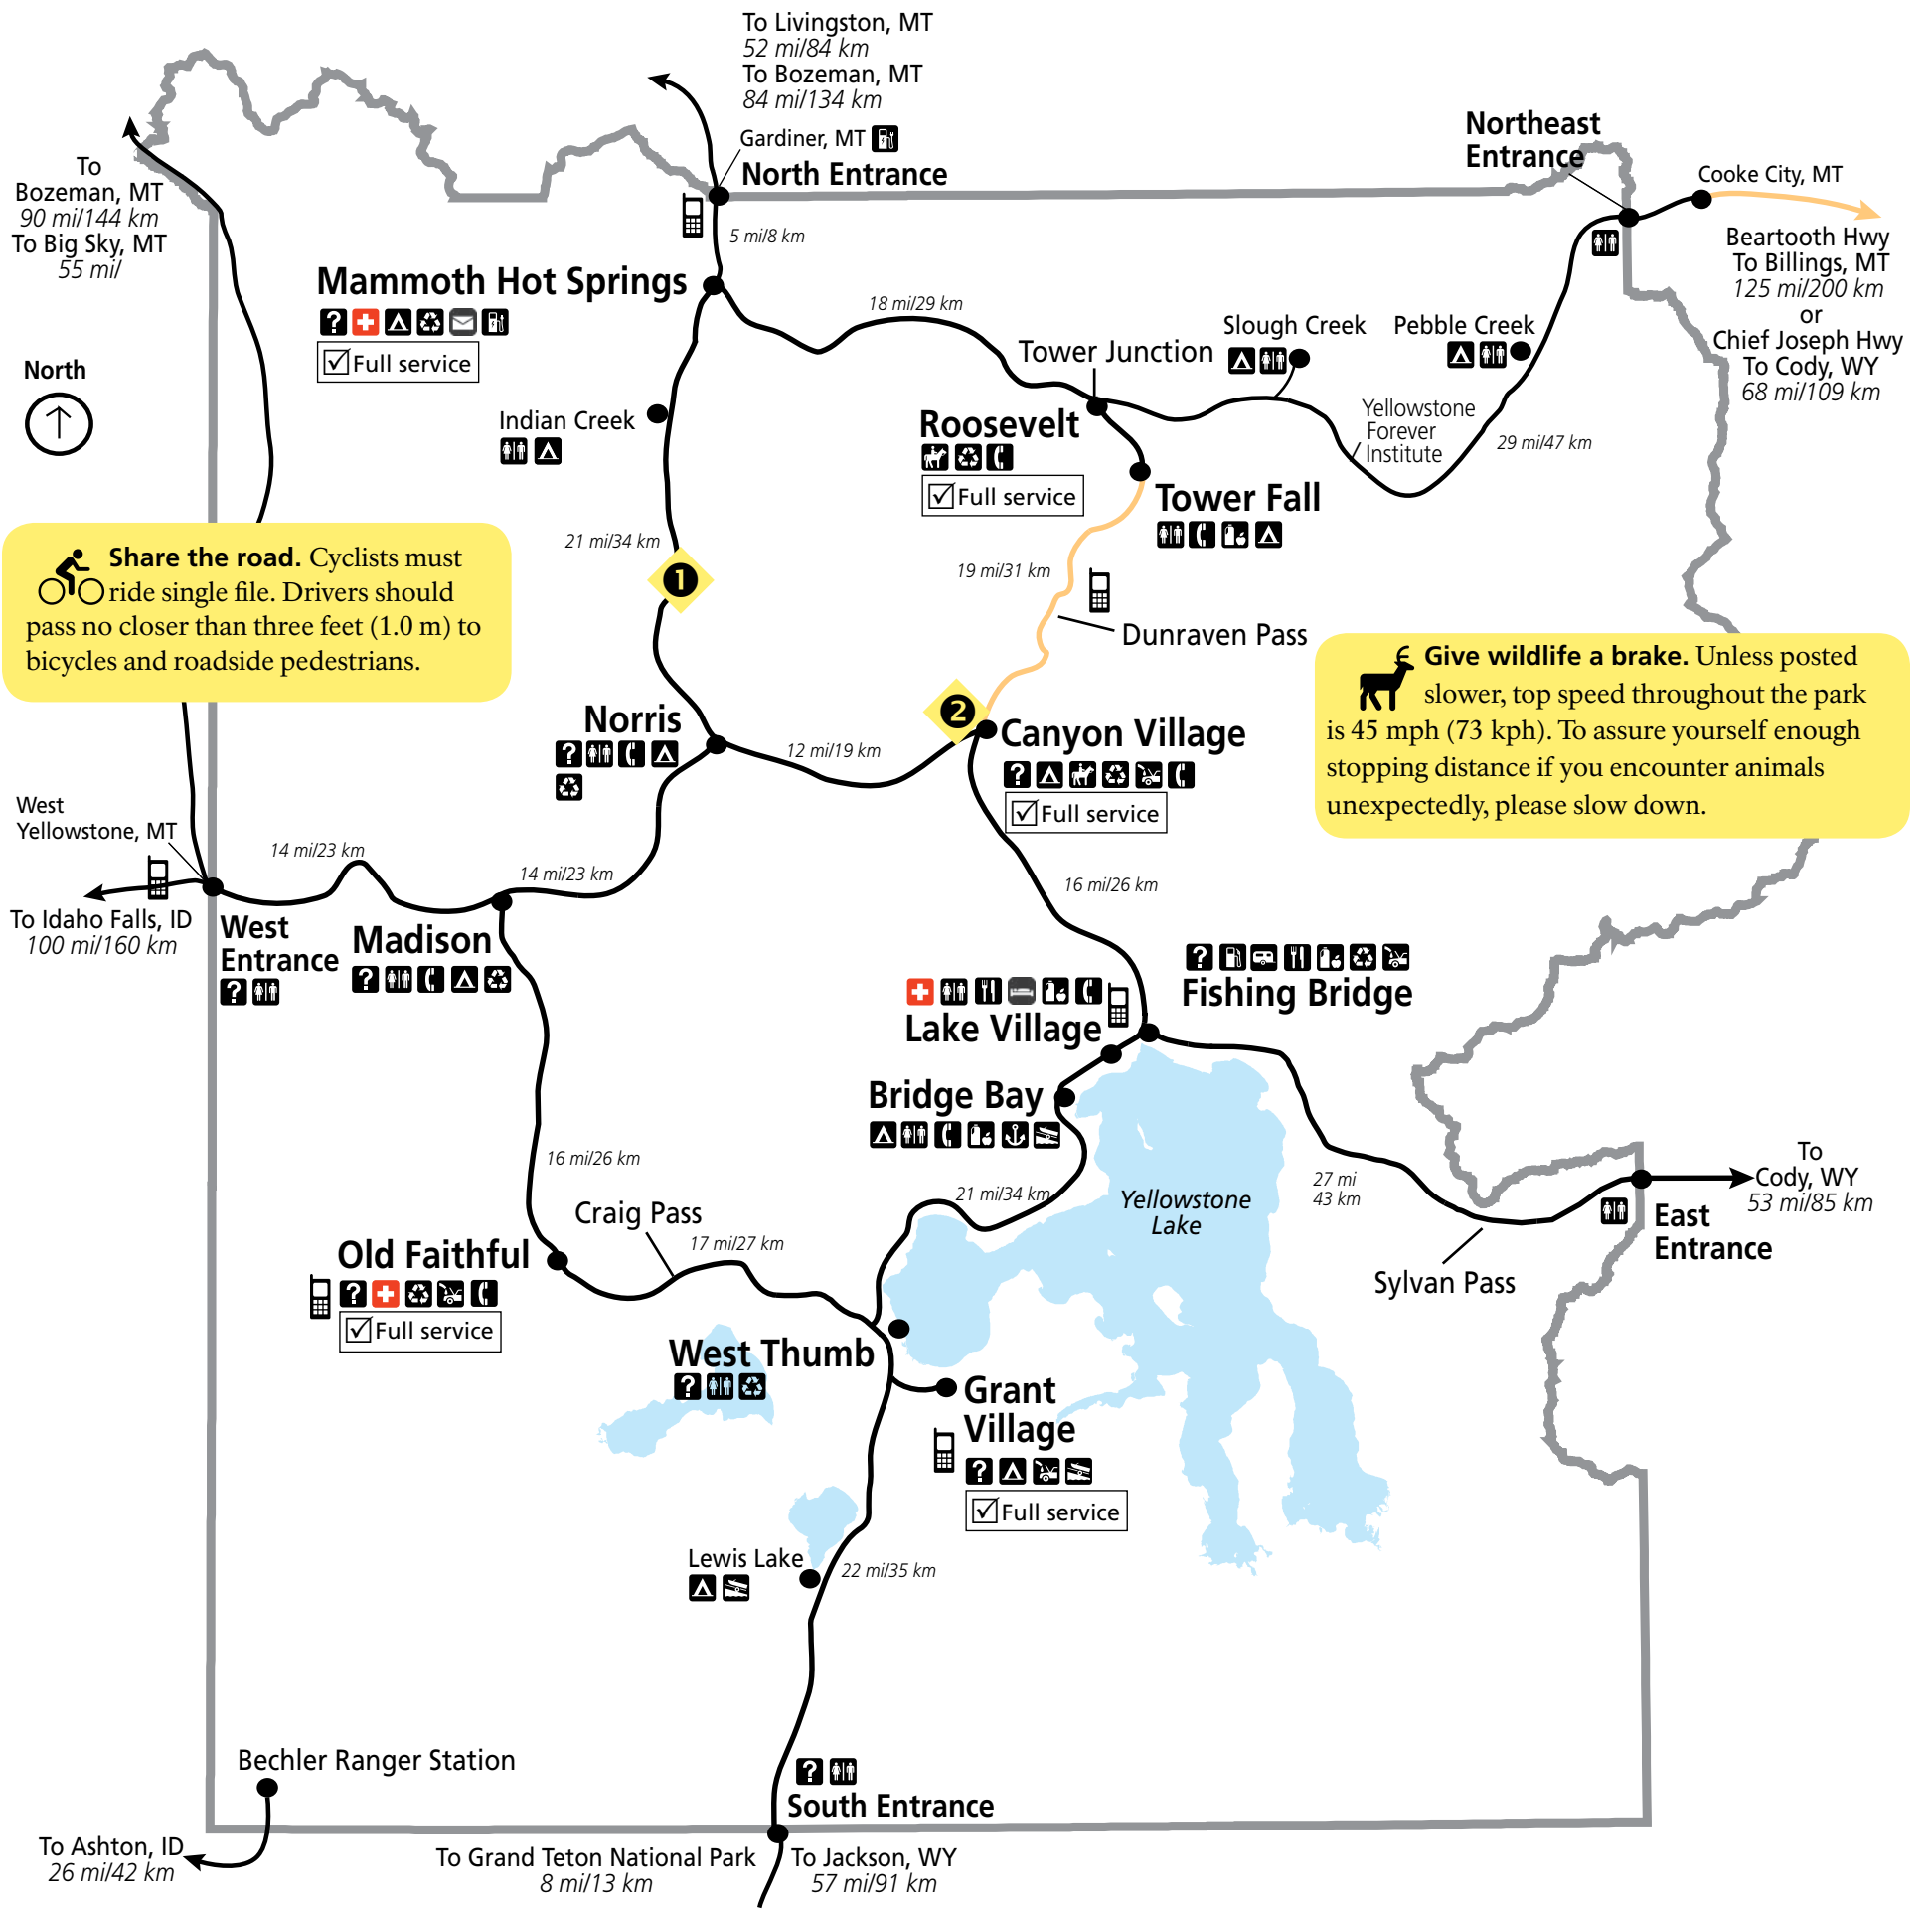 To Livingston, MT
52 mi/84 km
To Bozeman, MT
84 mi/134 km
Gardiner, MT
North Entrance
Northeast
Entrance
Cooke City, MT
To
Bozeman, MT
90 mi/144 km
To Big Sky, MT
55 mi/
5 mi/8 km
Beartooth Hwy
To Billings, MT
125 mi/200 km
or
Chief Joseph Hwy
To Cody, WY
68 mi/109 km
Mammoth Hot Springs
Full service
18 mi/29 km
Slough Creek
Pebble Creek
Tower Junction
North
Indian Creek
Roosevelt
Full service
Yellowstone
Forever
Institute
29 mi/47 km
Tower Fall
21 mi/34 km
1
19 mi/31 km
Dunraven Pass
Share the road. Cyclists must
ride single file. Drivers should
pass no closer than three feet (1.0 m) to
bicycles and roadside pedestrians.
Give wildlife a brake. Unless posted
slower, top speed throughout the park
is 45 mph (73 kph). To assure yourself enough
stopping distance if you encounter animals
unexpectedly, please slow down.
Norris
2
Canyon Village
Full service
12 mi/19 km
West
Yellowstone, MT
14 mi/23 km
14 mi/23 km
16 mi/26 km
To Idaho Falls, ID
100 mi/160 km
West
Entrance
Madison
Fishing Bridge
Lake Village
Bridge Bay
16 mi/26 km
21 mi/34 km
Yellowstone
Lake
27 mi
43 km
To
Cody, WY
53 mi/85 km
East
Entrance
Sylvan Pass
Craig Pass
17 mi/27 km
Old Faithful
Full service
West Thumb
Grant
Village
Full service
Lewis Lake
22 mi/35 km
Bechler Ranger Station
South Entrance
To Ashton, ID
26 mi/42 km
To Grand Teton National Park
8 mi/13 km
To Jackson, WY
57 mi/91 km